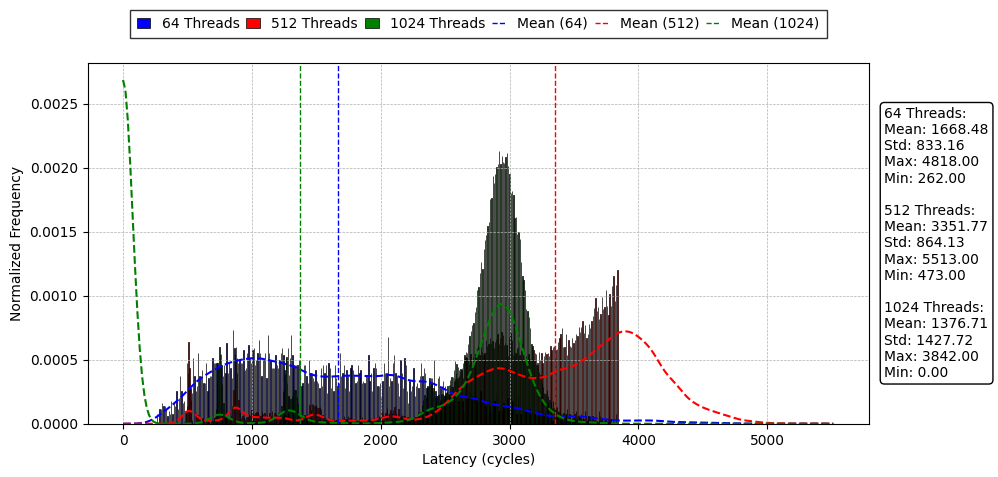 64 Threads 512 Threads 1024 Threads Mean (64) Mean (512) Mean (1024)
0.0025
0.0020
0.0015
0.0010
0.0005
0.0000
Normalized Frequency
0 1000 2000 3000 4000 5000
Latency (cycles)
64 Threads:
Mean: 1668.48
Std: 833.16
Max: 4818.00
Min: 262.00
512 Threads:
Mean: 3351.77
Std: 864.13
Max: 5513.00
Min: 473.00
1024 Threads:
Mean: 1376.71
Std: 1427.72
Max: 3842.00
Min: 0.00